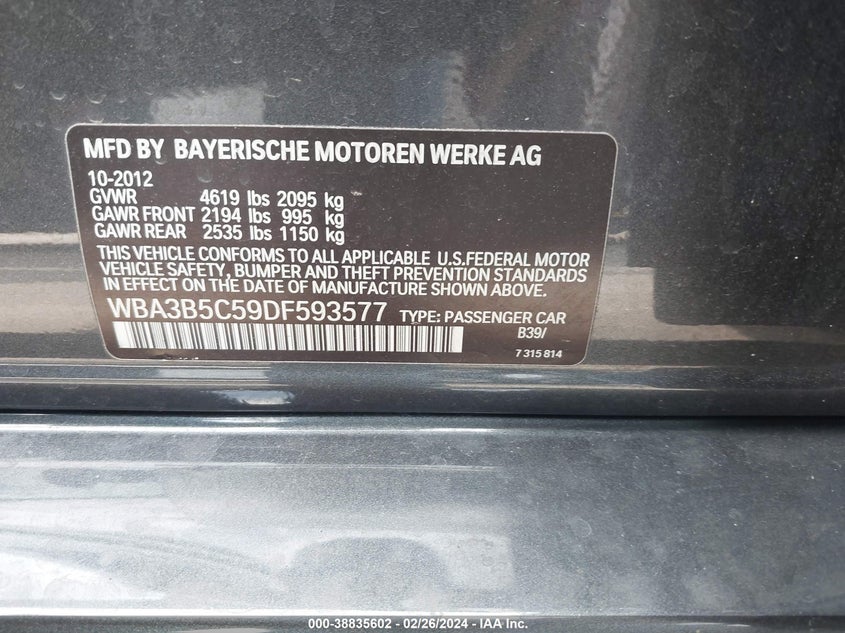 MFD BY BAYERISCHE MOTOREN WERKE AG
10-2012
GVWR 4619 lbs 2095 kg
GAWR FRONT 2194 lbs 995 kg
GAWR REAR 2535 lbs 1150 kg
THIS VEHICLE CONFORMS TO ALL APPLICABLE U.S.FEDERAL MOTOR
VEHICLE SAFETY, BUMPER AND THEFT PREVENTION STANDARDS
IN EFFECT ON THE DATE OF MANUFACTURE SHOWN ABOVE.
WBA3B5C59DF593577 TYPE: PASSENGER CAR
B39/
7 315 814
000-38835602 - 02/26/2024 - IAA Inc.